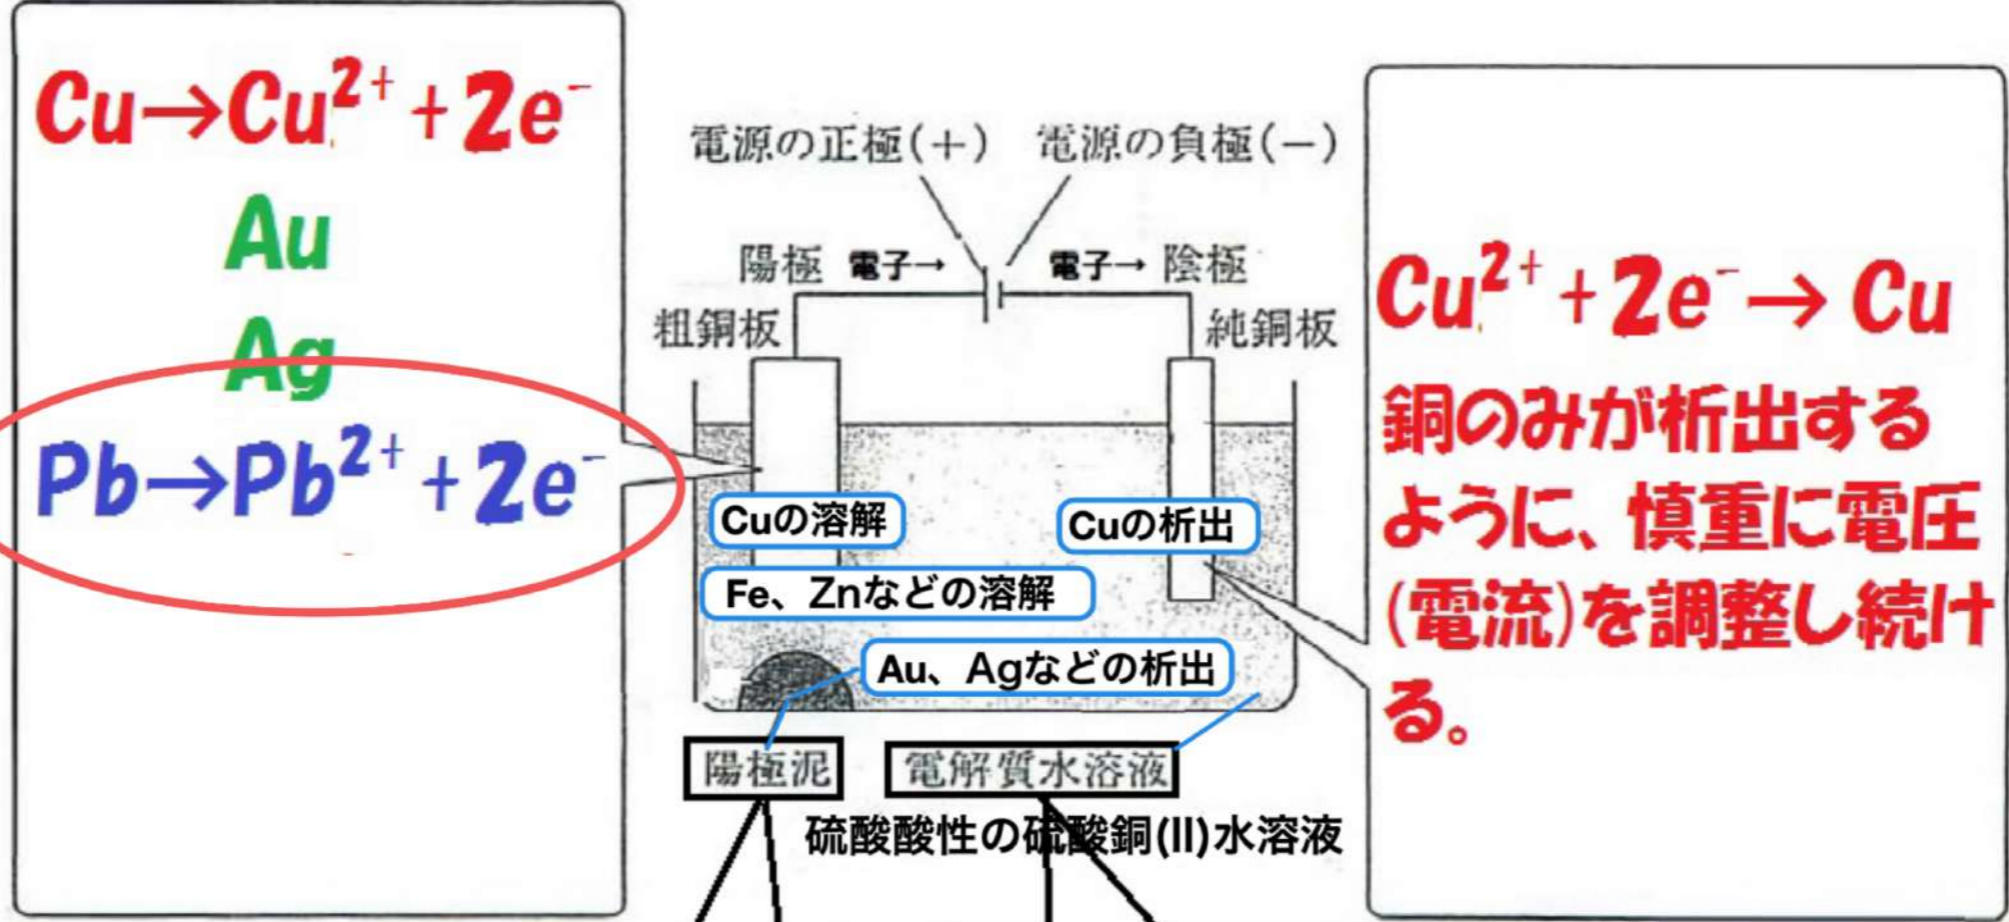 Cu→Cu²⁺ + 2e⁻
Au
Ag
Pb→Pb²⁺ + 2e⁻
電源の正極(+) 電源の負極(−)
陽極 電子→ 電子→ 陰極
粗銅板 純銅板
Cuの溶解 Cuの析出
Fe、Znなどの溶解
Au、Agなどの析出
陽極泥 電解質水溶液
硫酸酸性の硫酸銅(II)水溶液
Cu²⁺ + 2e⁻ → Cu
銅のみが析出する
ように、慎重に電圧
(電流)を調整し続け
る。